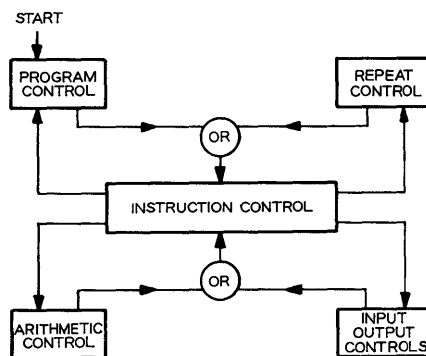 START
PROGRAM
CONTROL
REPEAT
CONTROL
OR
INSTRUCTION CONTROL
OR
ARITHMETIC
CONTROL
INPUT
OUTPUT
CONTROLS